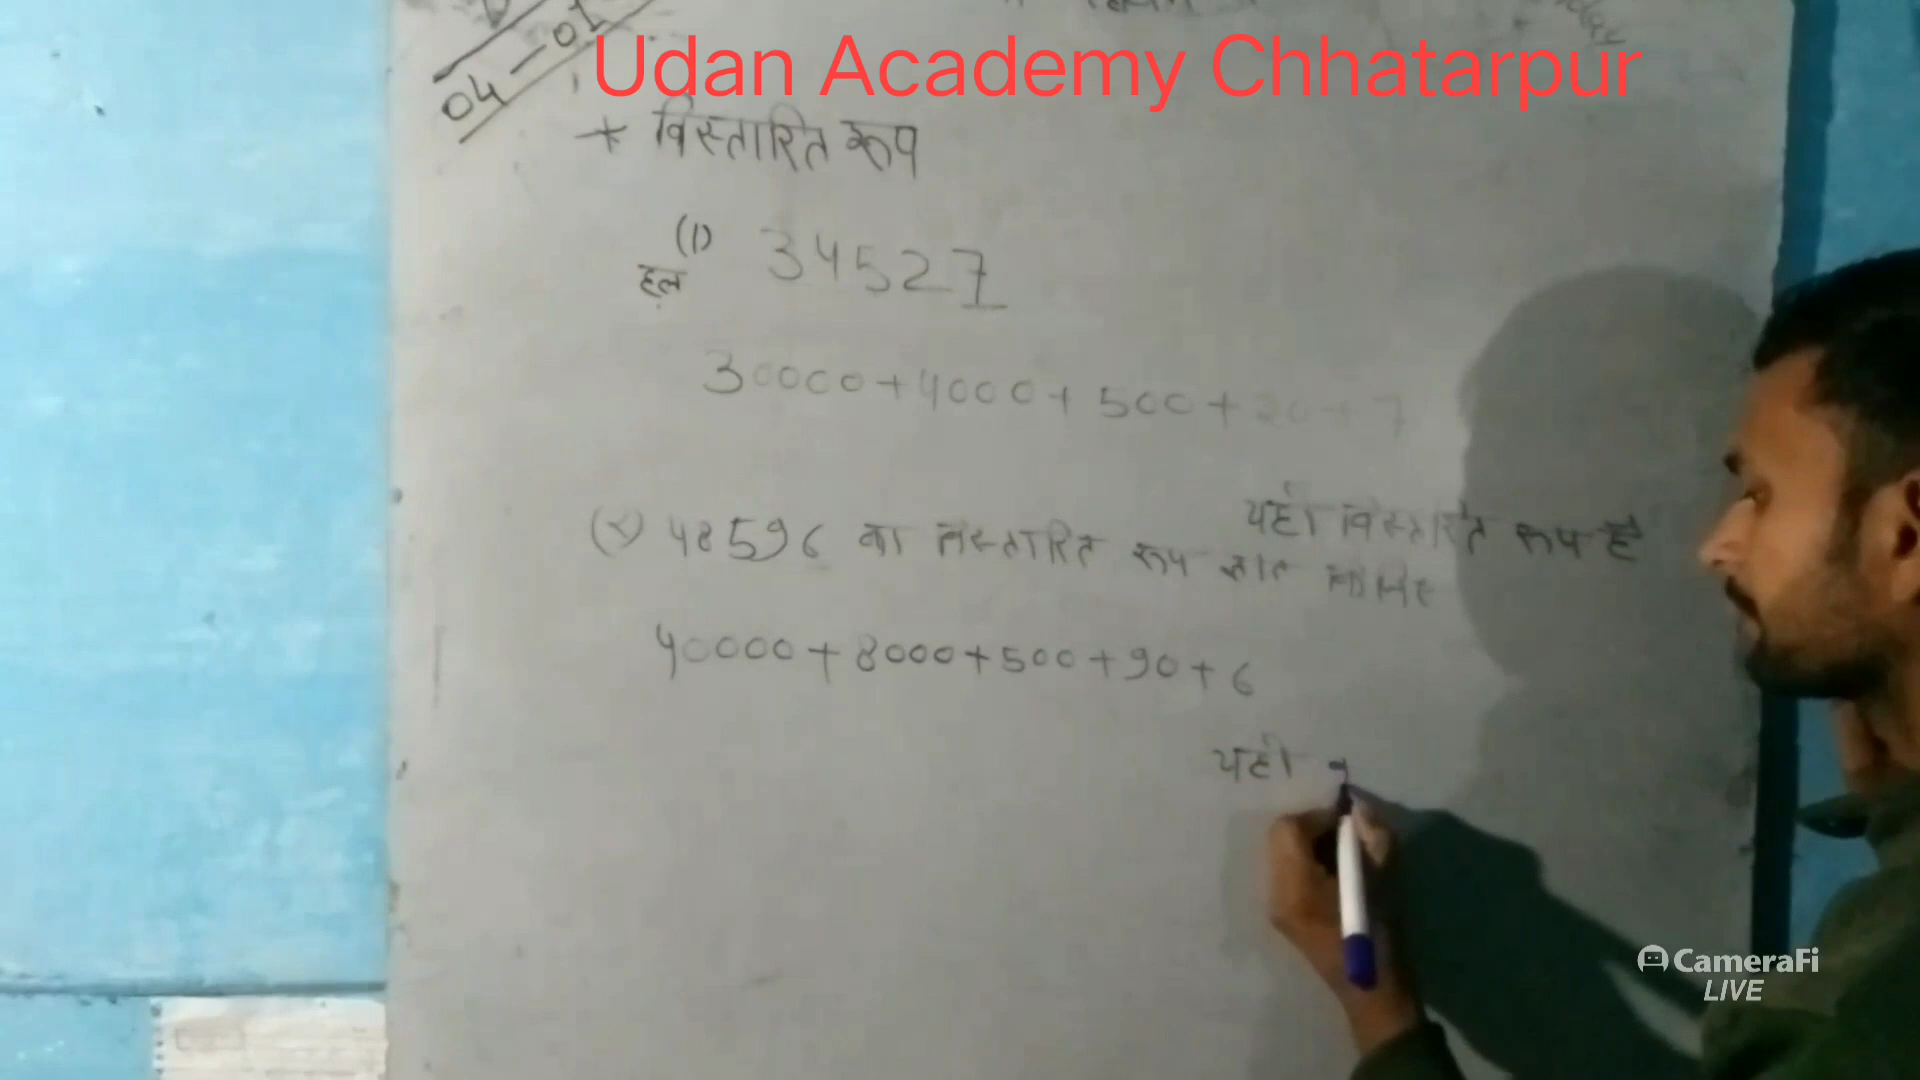 04-01
Udan Academy Chhatarpur
* विस्तारित रूप
(1) 34527
हल
30000+4000+500+20+7
यही विस्तारित रूप है
48596 का विस्तारित रूप ज्ञात
40000+8000+500+90+6
यही
CameraFi
LIVE